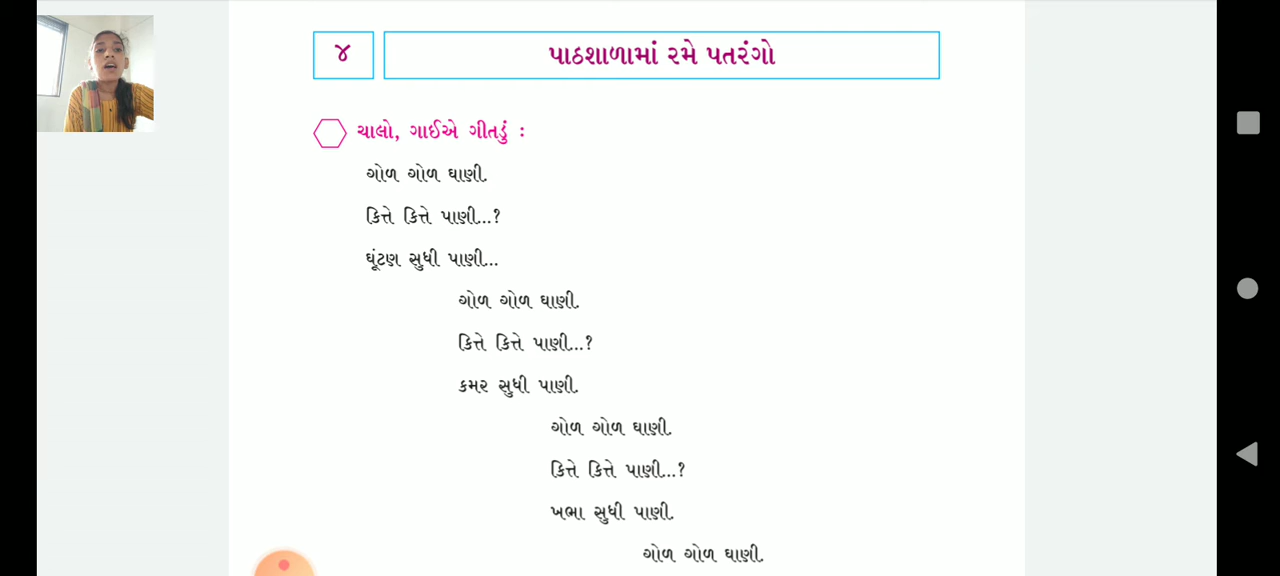 ૪
પાઠશાળામાં રમે પતરંગો
ચાલો, ગાઈએ ગીતડું :
ગોળ ગોળ ઘાણી.
કિત્તે કિત્તે પાણી...?
ઘૂંટણ સુધી પાણી...
ગોળ ગોળ ઘાણી.
કિત્તે કિત્તે પાણી...?
કમર સુધી પાણી.
ગોળ ગોળ ઘાણી.
કિત્તે કિત્તે પાણી...?
ખભા સુધી પાણી.
ગોળ ગોળ ઘાણી.